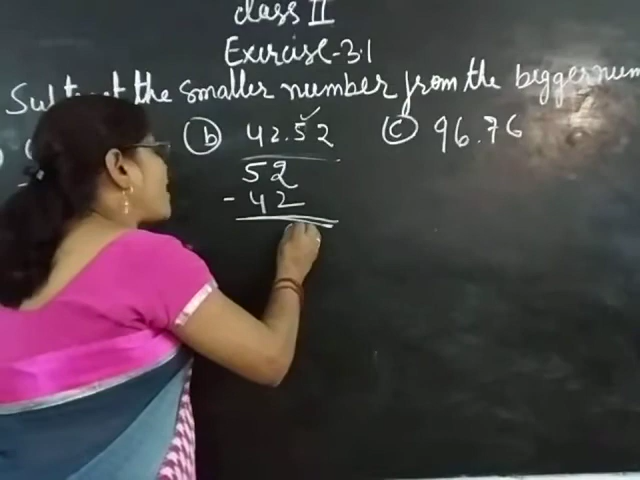 Class II
Exercise-3.1
the smaller number from the bigger
(b) 42.52 (c) 96.76
52
- 42